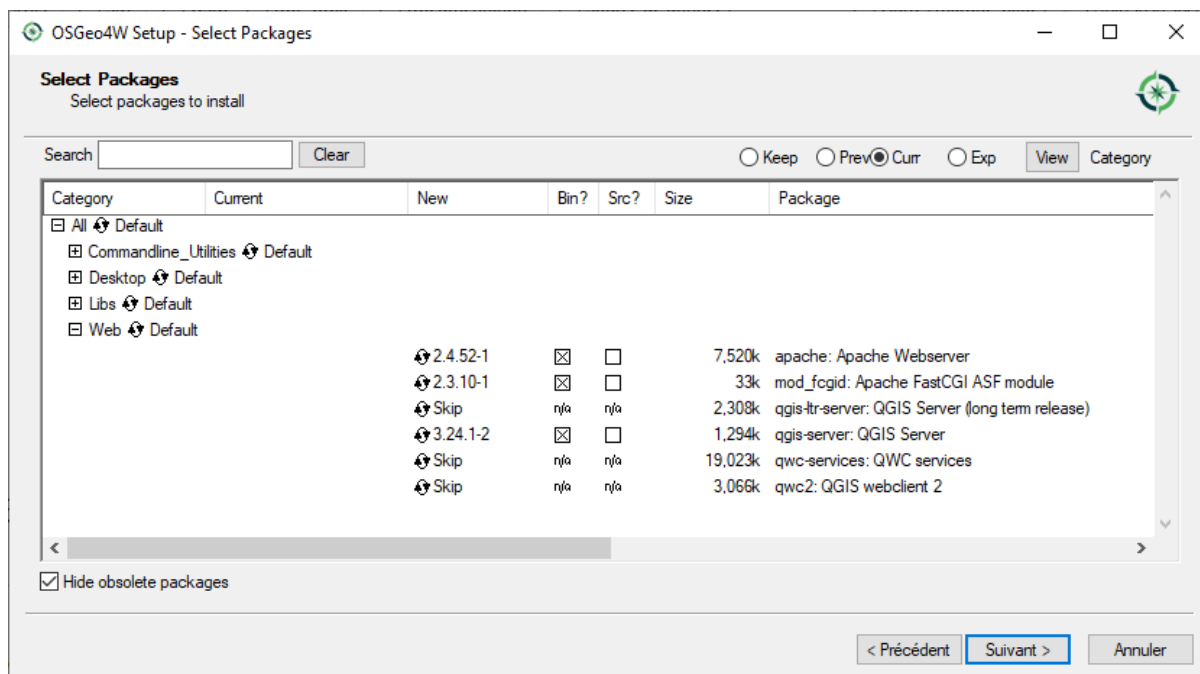 OSGeo4W Setup - Select Packages
Select Packages
Select packages to install
Search Clear Keep Prev Curr Exp View Category
Category Current New Bin? Src? Size Package
All Default
Commandline_Utilities Default
Desktop Default
Libs Default
Web Default
2.4.52-1 7,520k apache: Apache Webserver
2.3.10-1 33k mod_fcgid: Apache FastCGI ASF module
Skip n/a n/a 2,308k qgis-ltr-server: QGIS Server (long term release)
3.24.1-2 1,294k qgis-server: QGIS Server
Skip n/a n/a 19,023k qwc-services: QWC services
Skip n/a n/a 3,066k qwc2: QGIS webclient 2
Hide obsolete packages
< Précédent Suivant > Annuler